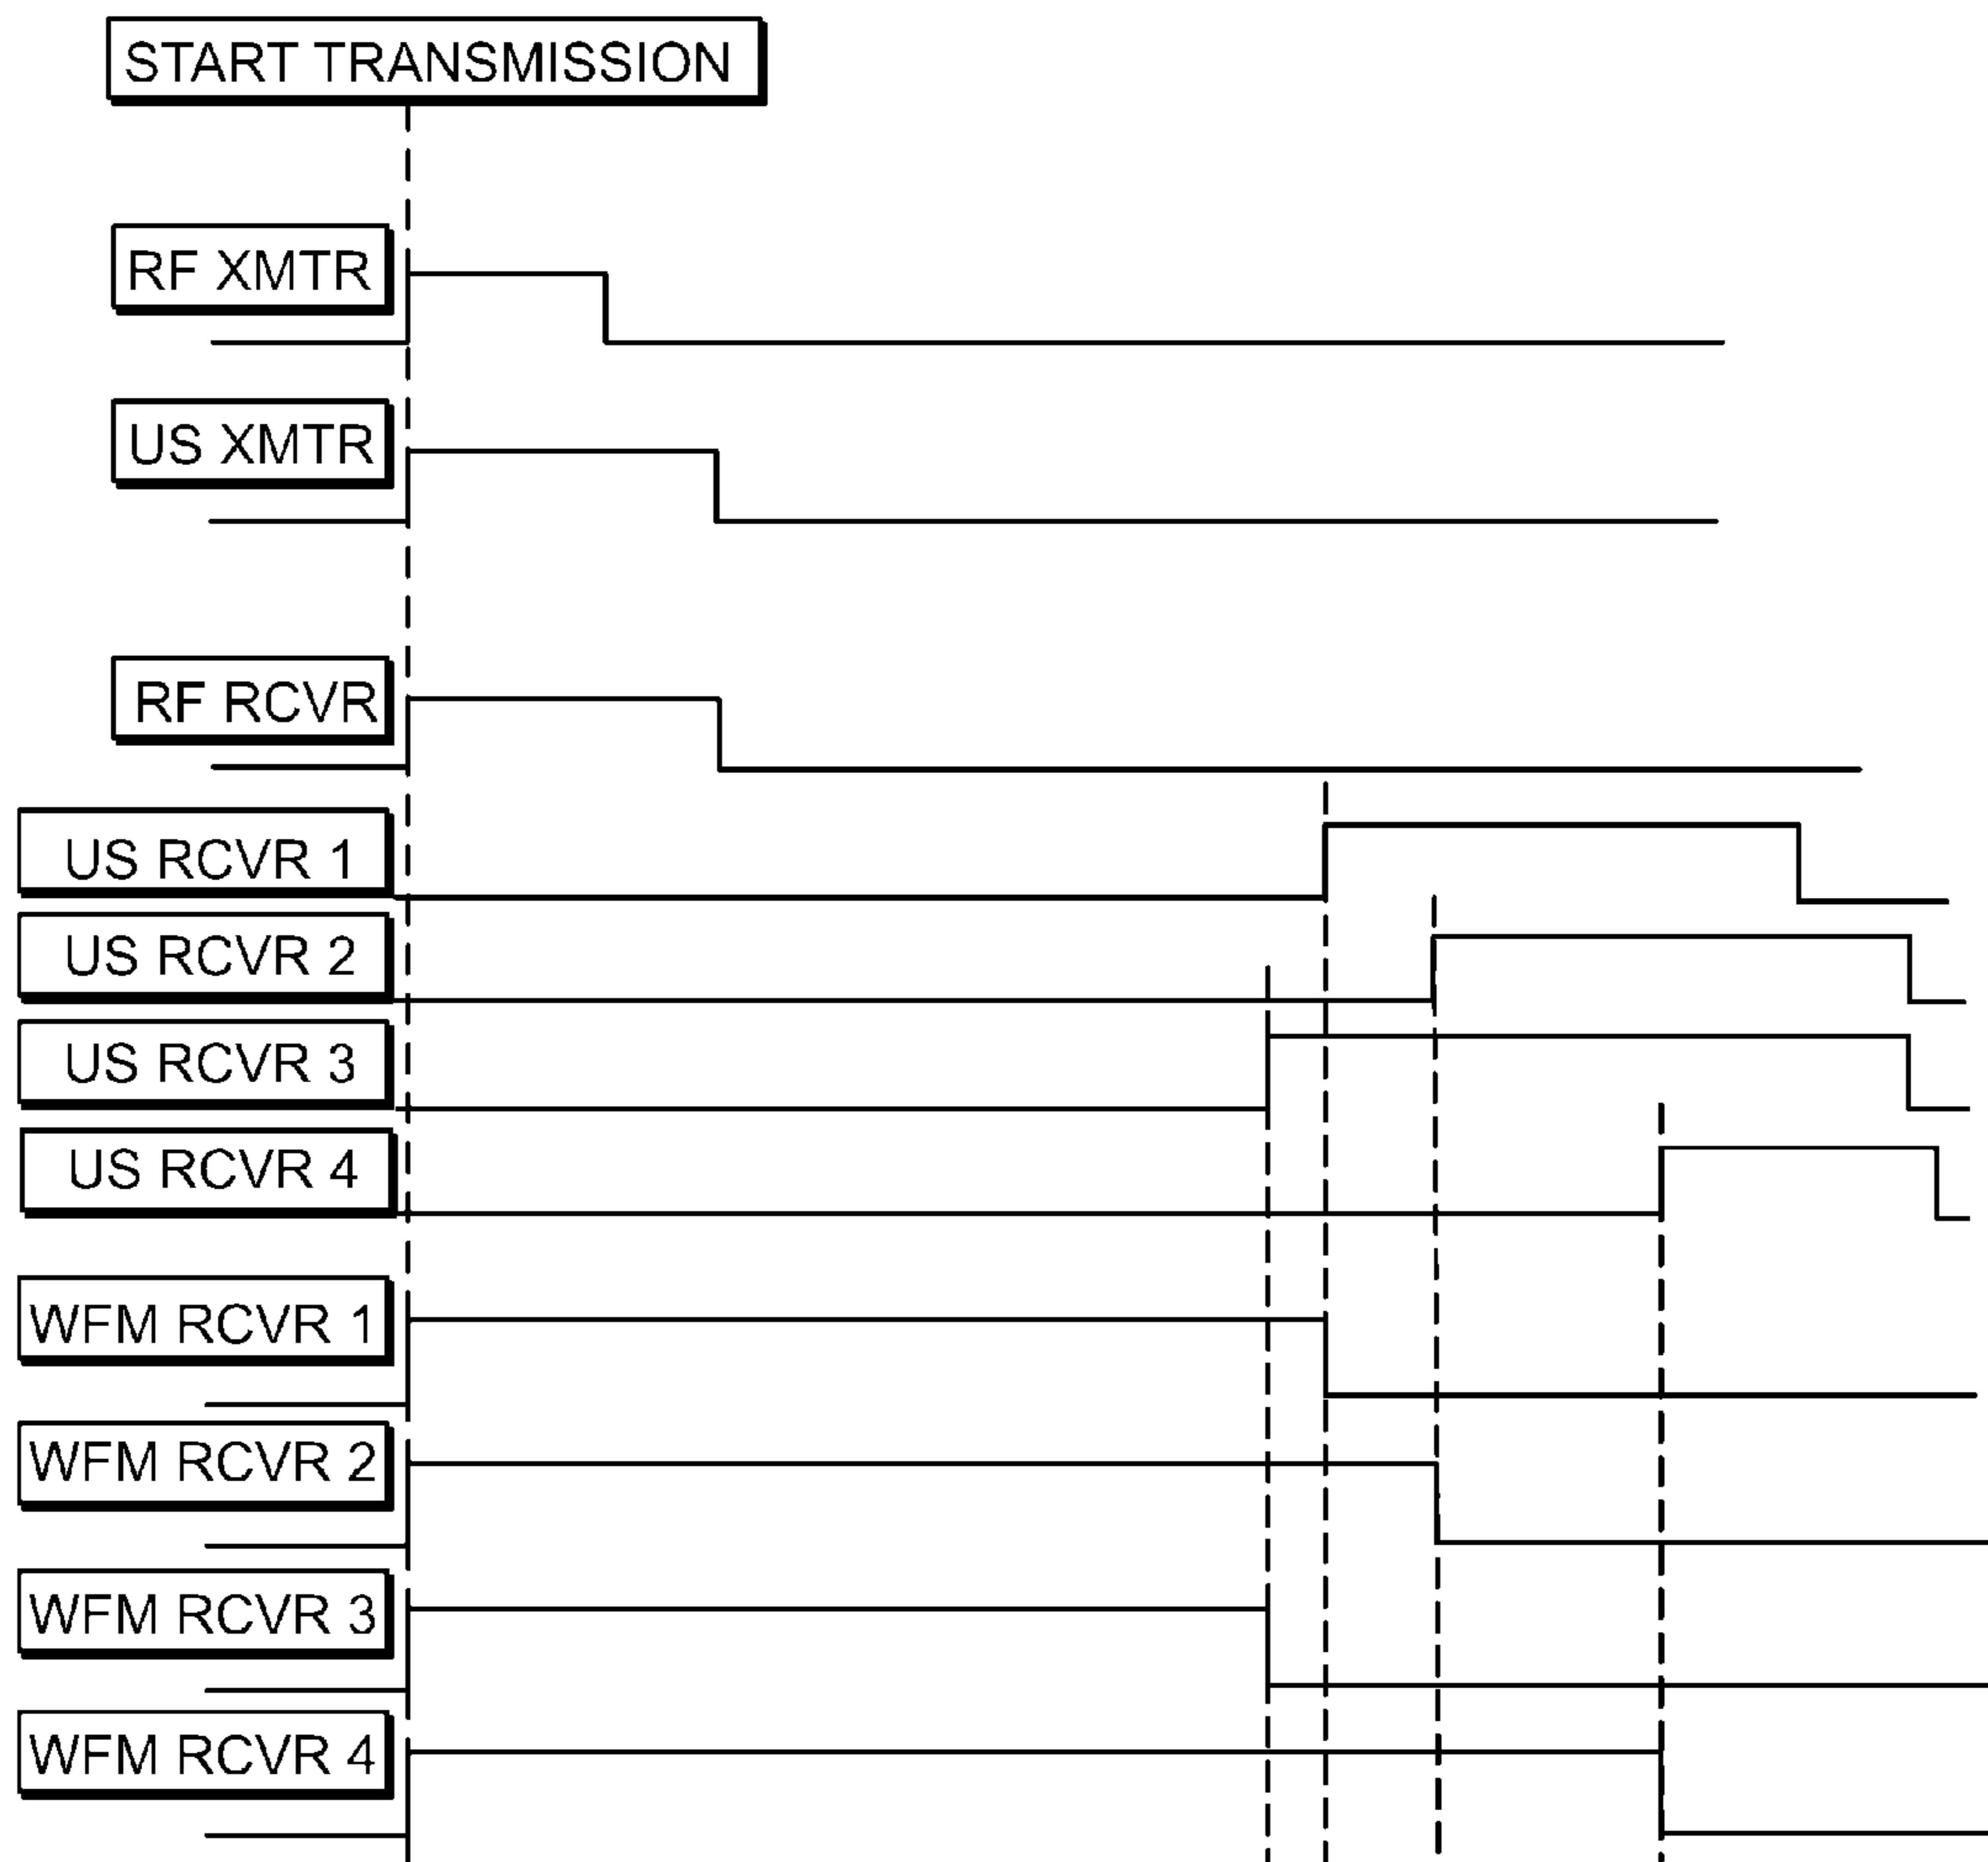 START TRANSMISSION
RF XMTR
US XMTR
RF RCVR
US RCVR 1
US RCVR 2
US RCVR 3
US RCVR 4
WFM RCVR 1
WFM RCVR 2
WFM RCVR 3
WFM RCVR 4